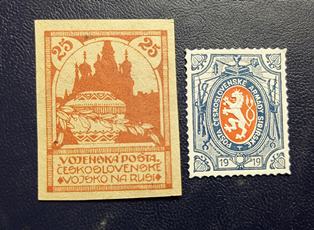 25 25
VOJENSKÁ POŠTA
ČESKOSLOVENSKÉ
VOJSKO NA RUSI
POŠTA ČESKOSLOVENSKÉ ARMÁDY SIBIŘSKÉ
19 19